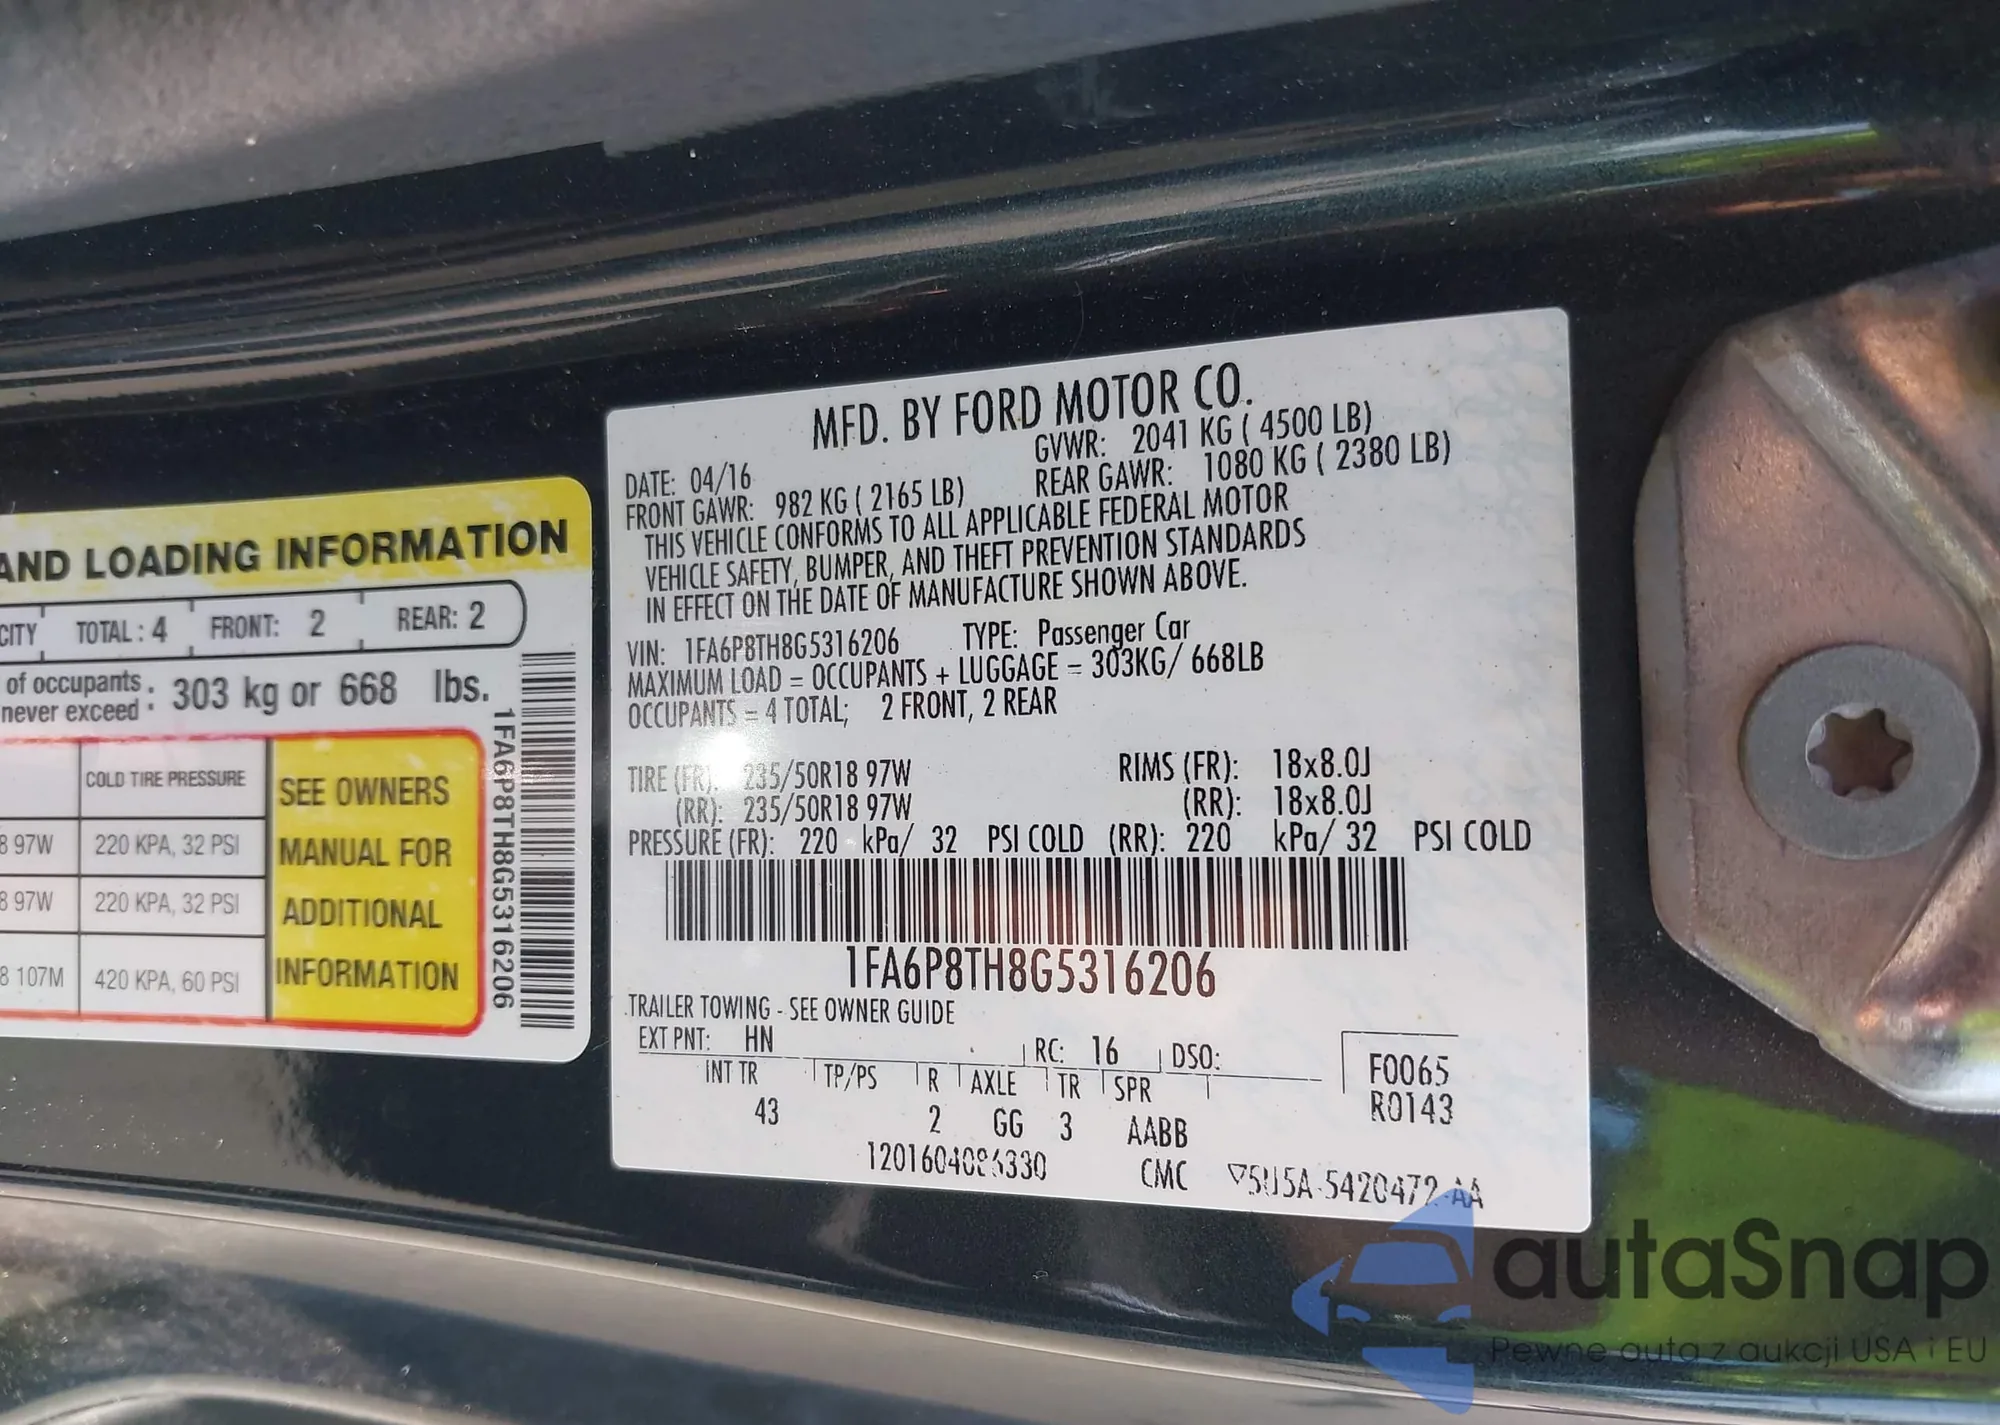 AND LOADING INFORMATION
CITY TOTAL : 4 FRONT: 2 REAR: 2
of occupants
never exceed : 303 kg or 668 lbs.
COLD TIRE PRESSURE
8 97W 220 KPA, 32 PSI
8 97W 220 KPA, 32 PSI
8 107M 420 KPA, 60 PSI
SEE OWNERS
MANUAL FOR
ADDITIONAL
INFORMATION
1FA6P8TH8G5316206
MFD. BY FORD MOTOR CO.
DATE: 04/16 GVWR: 2041 KG ( 4500 LB)
FRONT GAWR: 982 KG ( 2165 LB) REAR GAWR: 1080 KG ( 2380 LB)
THIS VEHICLE CONFORMS TO ALL APPLICABLE FEDERAL MOTOR
VEHICLE SAFETY, BUMPER, AND THEFT PREVENTION STANDARDS
IN EFFECT ON THE DATE OF MANUFACTURE SHOWN ABOVE.
VIN: 1FA6P8TH8G5316206 TYPE: Passenger Car
MAXIMUM LOAD = OCCUPANTS + LUGGAGE = 303KG/ 668LB
OCCUPANTS = 4 TOTAL; 2 FRONT, 2 REAR
TIRE (FR): 235/50R18 97W RIMS (FR): 18x8.0J
(RR): 235/50R18 97W (RR): 18x8.0J
PRESSURE (FR): 220 kPa/ 32 PSI COLD (RR): 220 kPa/ 32 PSI COLD
1FA6P8TH8G5316206
TRAILER TOWING - SEE OWNER GUIDE
EXT PNT: HN RC: 16 DSO:
INT TR TP/PS R AXLE TR SPR
43 2 GG 3 AABB
F0065
R0143
1201604086330 CMC 5U5A-5420472-AA
autaSnap
Pewne auta z aukcji USA i EU